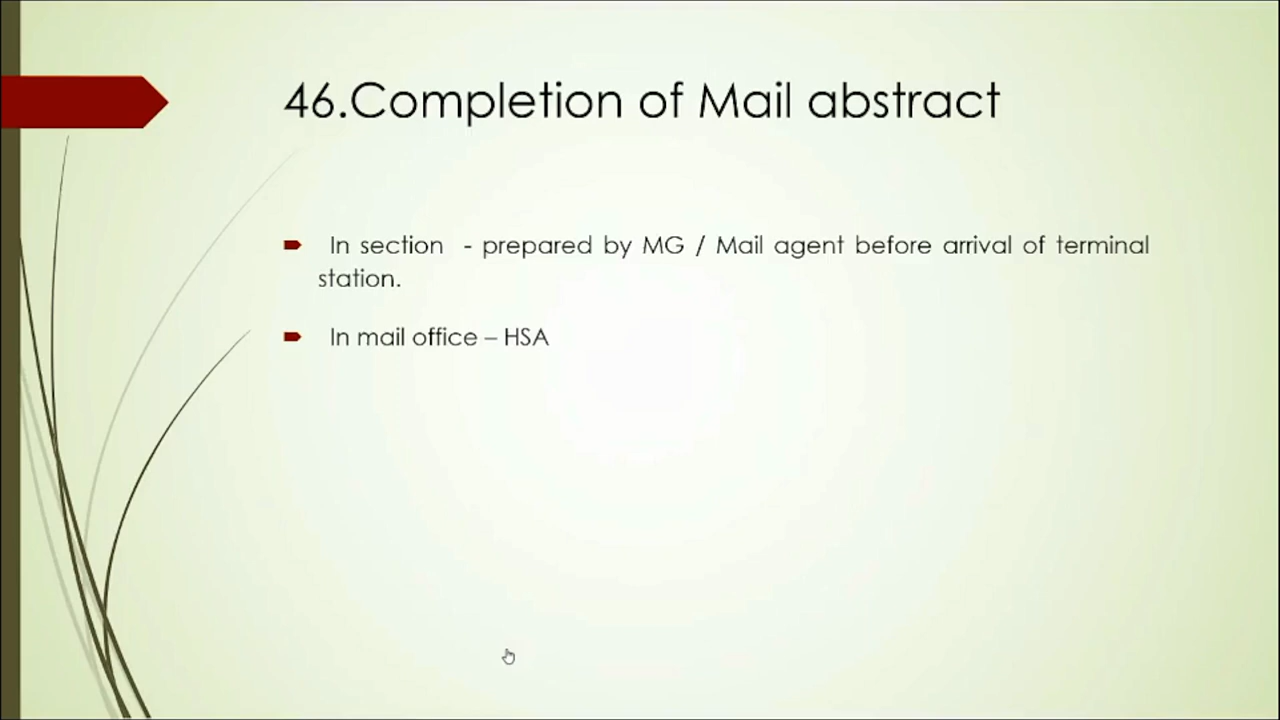 46.Completion of Mail abstract
In section - prepared by MG / Mail agent before arrival of terminal
station.
In mail office – HSA